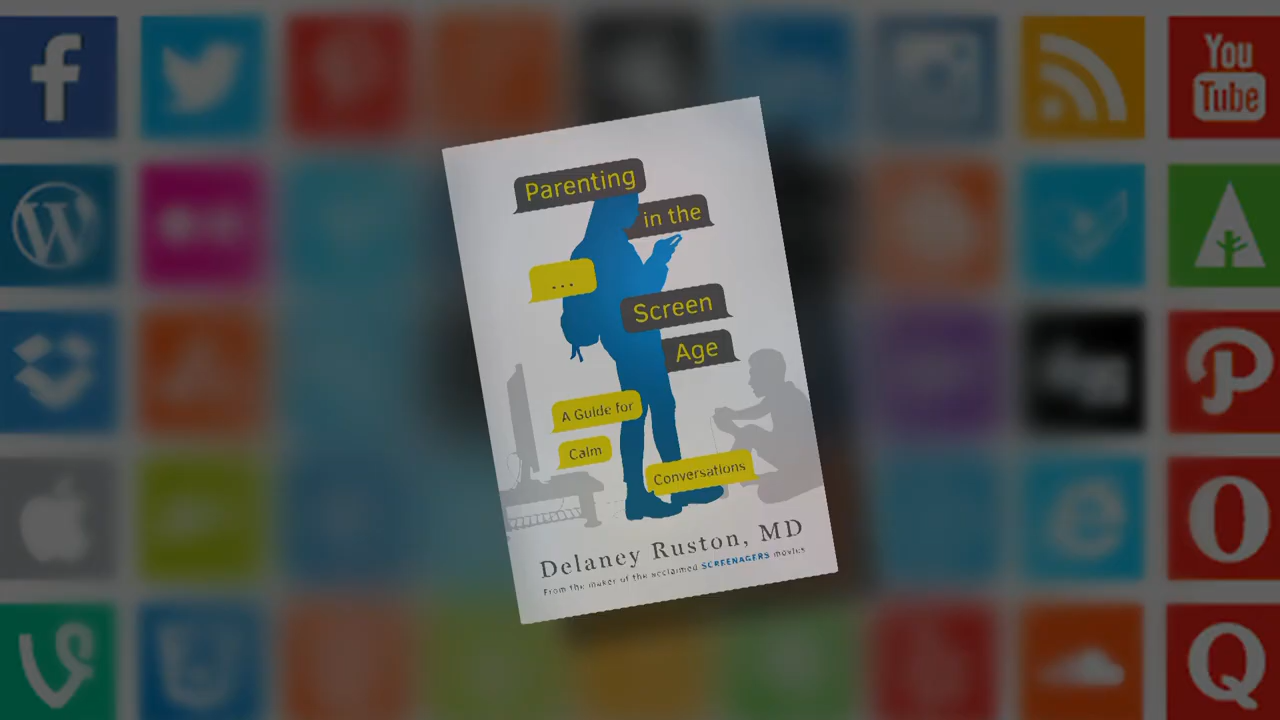 You
Tube
Parenting
in the
...
Screen
Age
A Guide for
Calm
Conversations
Delaney Ruston, MD
From the maker of the acclaimed SCREENAGERS movies